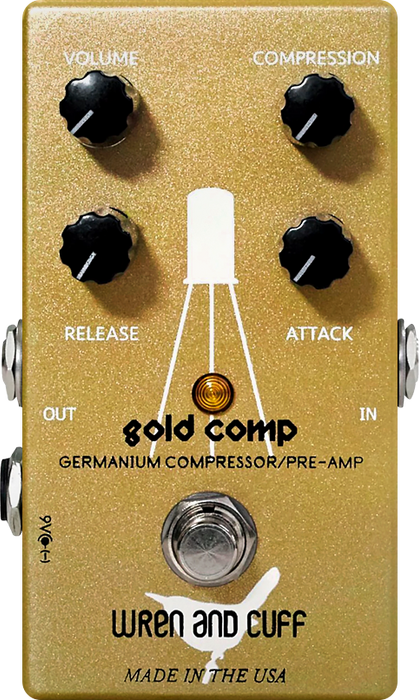 VOLUME COMPRESSION
RELEASE ATTACK
OUT IN
gold comp
GERMANIUM COMPRESSOR/PRE-AMP
9V (-)
wren and cuff
MADE IN THE USA